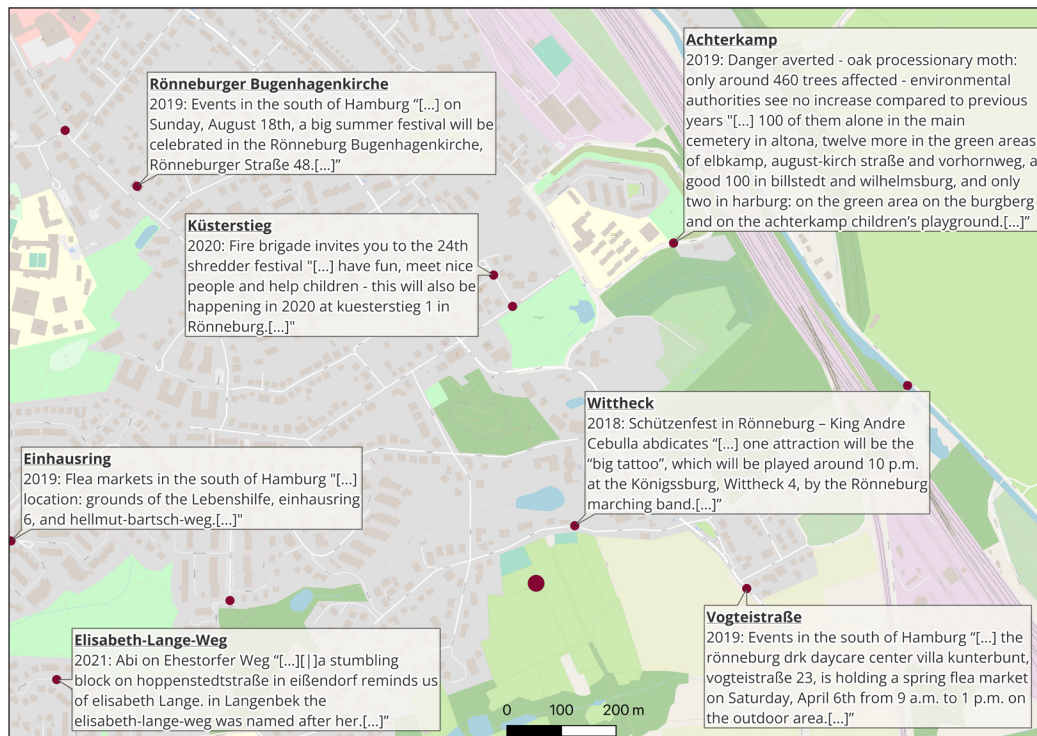 Achterkamp
2019: Danger averted - oak processionary moth:
only around 460 trees affected - environmental
authorities see no increase compared to previous
years "[...] 100 of them alone in the main
cemetery in altona, twelve more in the green areas
of elbkamp, august-kirch straße and vorhornweg, a
good 100 in billstedt and wilhelmsburg, and only
two in harburg: on the green area on the burgberg
and on the achterkamp children's playground.[...]”
Rönneburger Bugenhagenkirche
2019: Events in the south of Hamburg “[...] on
Sunday, August 18th, a big summer festival will be
celebrated in the Rönneburg Bugenhagenkirche,
Rönneburger Straße 48.[...]”
Küsterstieg
2020: Fire brigade invites you to the 24th
shredder festival "[...] have fun, meet nice
people and help children - this will also be
happening in 2020 at kuesterstieg 1 in
Rönneburg.[...]"
Wittheck
2018: Schützenfest in Rönneburg – King Andre
Cebulla abdicates “[...] one attraction will be the
“big tattoo”, which will be played around 10 p.m.
at the Königssburg, Wittheck 4, by the Rönneburg
marching band.[...]”
Einhausring
2019: Flea markets in the south of Hamburg "[...]
location: grounds of the Lebenshilfe, einhausring
6, and hellmut-bartsch-weg.[...]"
Elisabeth-Lange-Weg
2021: Abi on Ehestorfer Weg “[...][|]a stumbling
block on hoppenstedtstraße in eißendorf reminds us
of elisabeth Lange. in Langenbek the
elisabeth-lange-weg was named after her.[...]”
Vogteistraße
2019: Events in the south of Hamburg “[...] the
rönneburg drk daycare center villa kunterbunt,
vogteistraße 23, is holding a spring flea market
on Saturday, April 6th from 9 a.m. to 1 p.m. on
the outdoor area.[...]”
0 100 200 m